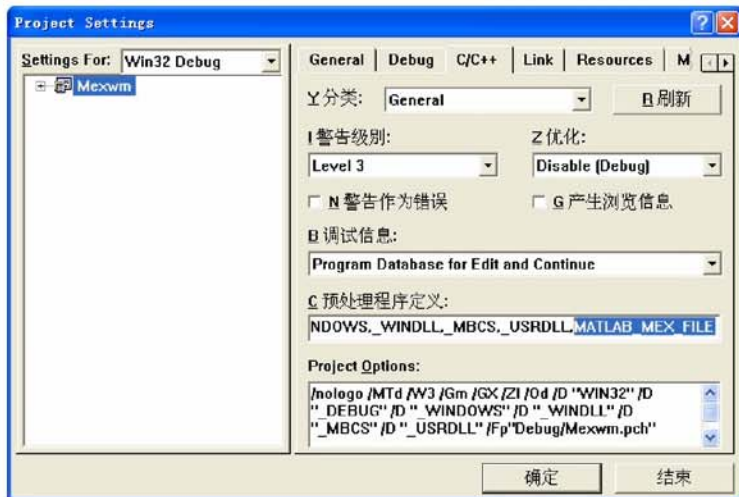 Project Settings
Settings For: Win32 Debug
Mexwm
General Debug C/C++ Link Resources M
Y分类: General
R刷新
I警告级别: Z优化:
Level 3 Disable (Debug)
N警告作为错误 G产生浏览信息
B调试信息:
Program Database for Edit and Continue
C预处理程序定义:
NDOWS,_WINDLL,_MBCS,_USRDLL,MATLAB_MEX_FILE
Project Options:
/nologo /MTd /W3 /Gm /GX /ZI /Od /D "WIN32" /D
"_DEBUG" /D "_WINDOWS" /D "_WINDLL" /D
"_MBCS" /D "_USRDLL" /Fp"Debug/Mexwm.pch"
确定 结束